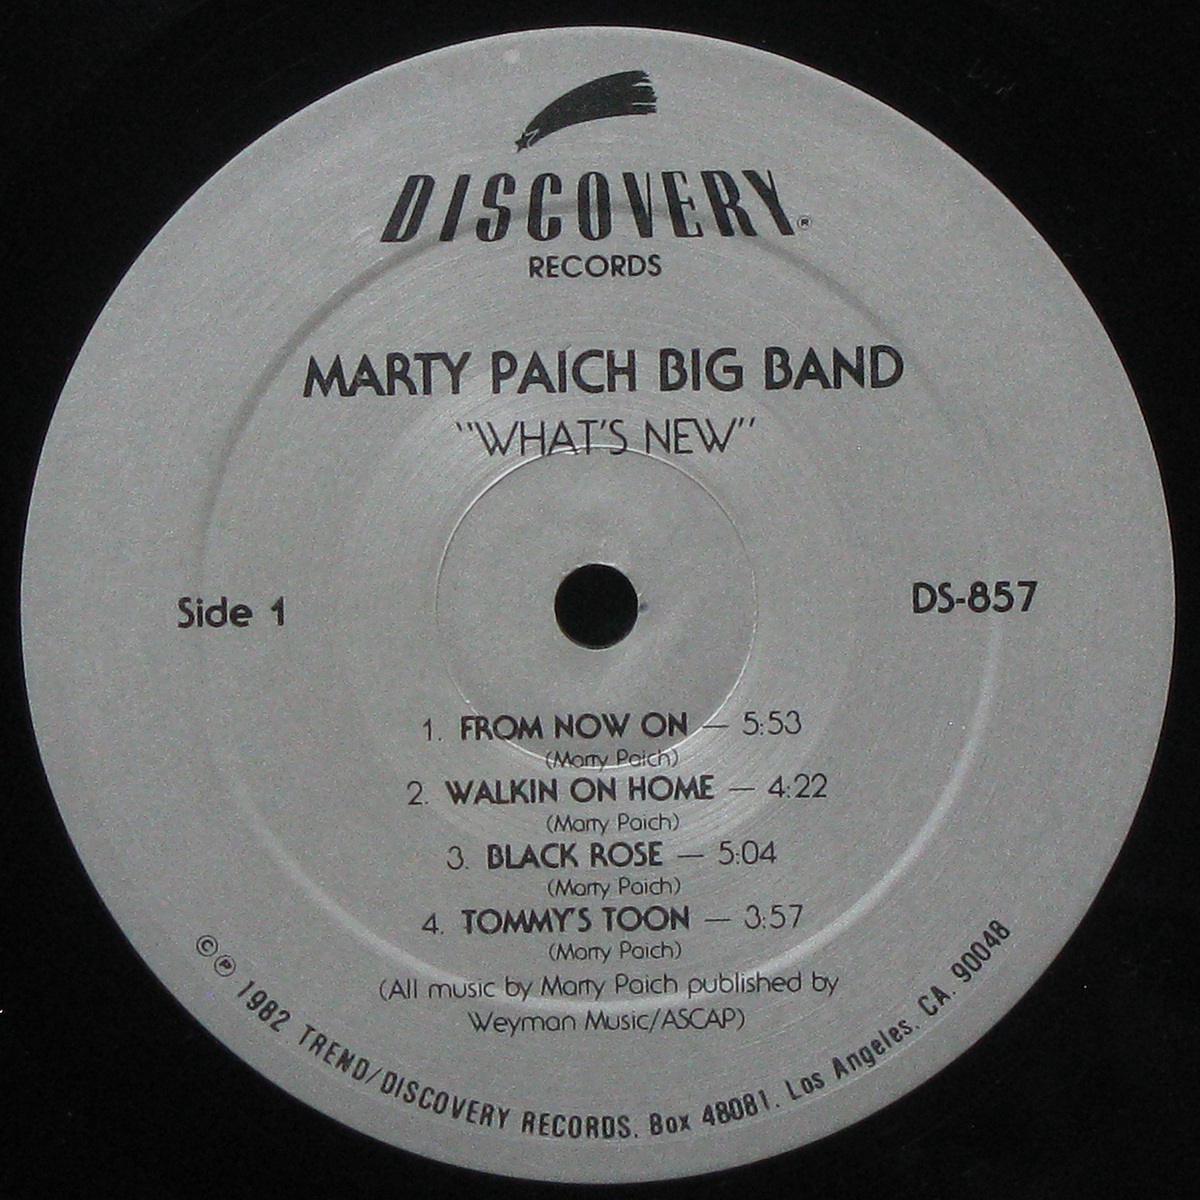 DISCOVERY®
RECORDS
MARTY PAICH BIG BAND
"WHAT'S NEW"
Side 1
DS-857
1. FROM NOW ON — 5:53
(Marty Paich)
2. WALKIN ON HOME — 4:22
(Marty Paich)
3. BLACK ROSE — 5:04
(Marty Paich)
4. TOMMY'S TOON — 3:57
(Marty Paich)
(All music by Marty Paich published by
Weyman Music/ASCAP)
©℗ 1982 TREND/DISCOVERY RECORDS. Box 48081. Los Angeles. CA. 90048